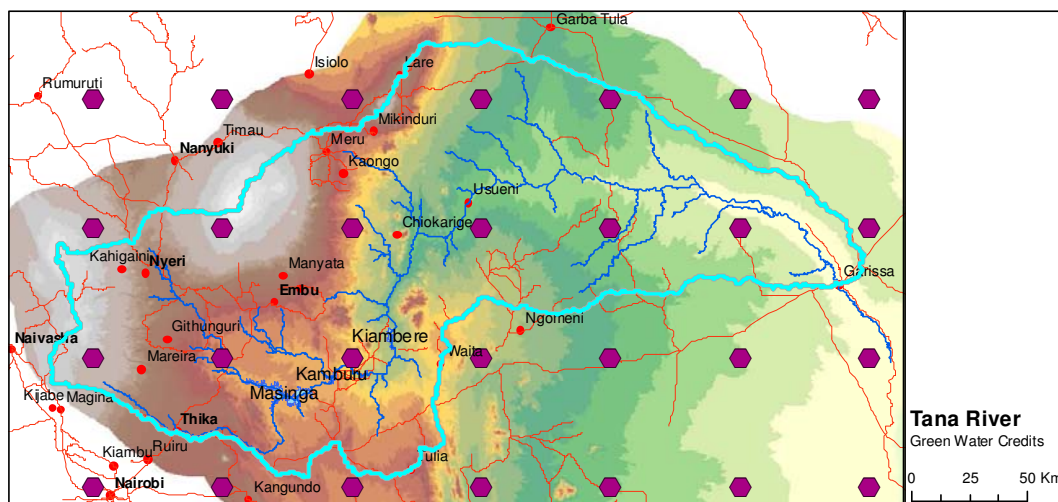 Garba Tula
Isiolo
Lare
Rumuruti
Mikinduri
Timau
Meru
Nanyuki
Kaongo
Usueni
Chiokarige
Kahigaini
Nyeri
Manyata
Garissa
Embu
Githunguri
Ngomeni
Naivasha
Kiambere
Mareira
Waita
Kamburu
Masinga
Kijabe
Magina
Thika
Tana River
Green Water Credits
Kiambu
Ruiru
Tulia
0 25 50 Km
Nairobi
Kangundo